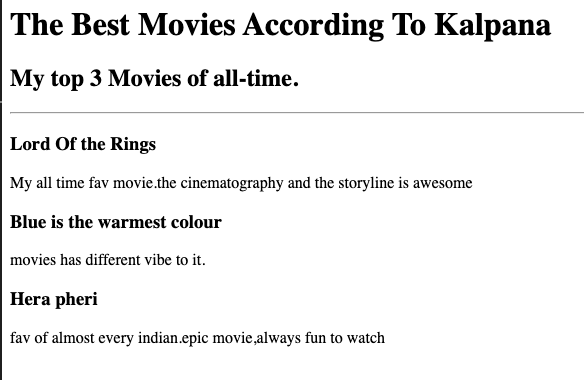 The Best Movies According To Kalpana
My top 3 Movies of all-time.
Lord Of the Rings
My all time fav movie.the cinematography and the storyline is awesome
Blue is the warmest colour
movies has different vibe to it.
Hera pheri
fav of almost every indian.epic movie,always fun to watch